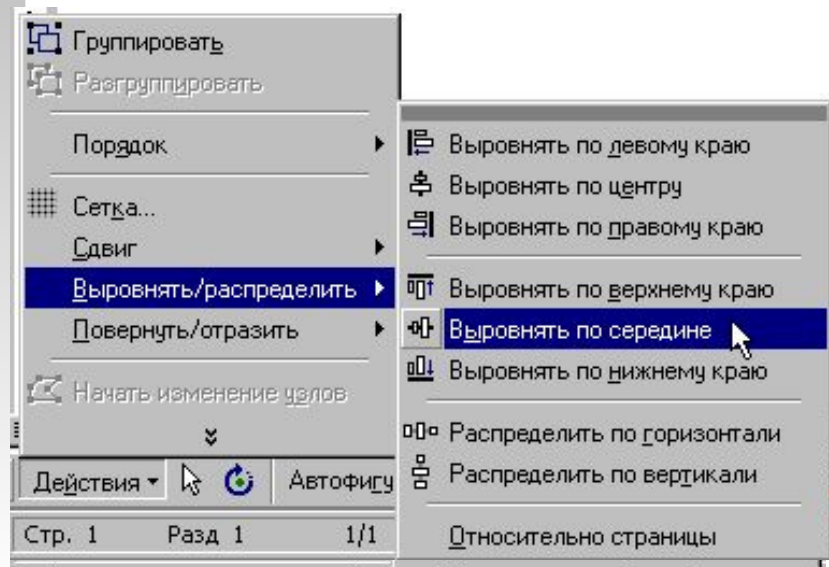 Группировать
Разгруппировать
Порядок
Сетка...
Сдвиг
Выровнять/распределить
Повернуть/отразить
Начать изменение узлов
Действия
Автофигу
Стр. 1 Разд 1 1/1
Выровнять по левому краю
Выровнять по центру
Выровнять по правому краю
Выровнять по верхнему краю
Выровнять по середине
Выровнять по нижнему краю
Распределить по горизонтали
Распределить по вертикали
Относительно страницы